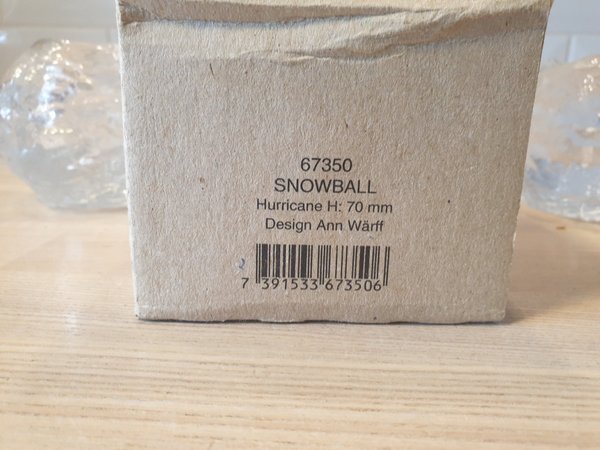 67350
SNOWBALL
Hurricane H: 70 mm
Design Ann Wärff
7 391533 673506